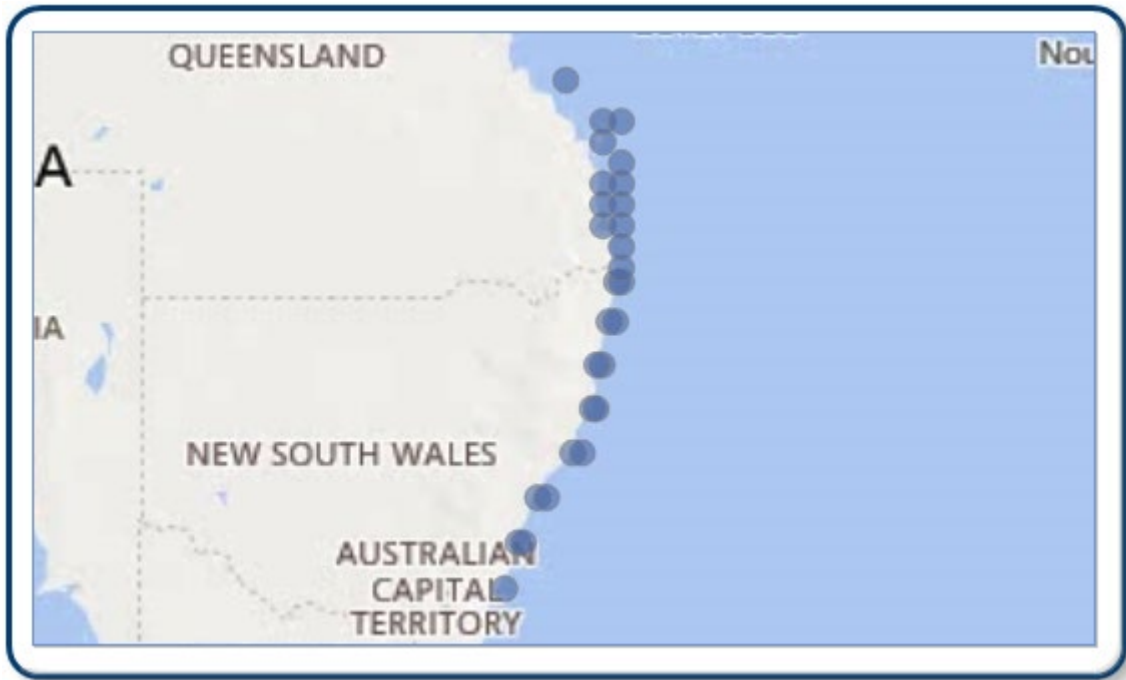 QUEENSLAND
Nou
A
IA
NEW SOUTH WALES
AUSTRALIAN
CAPITAL
TERRITORY